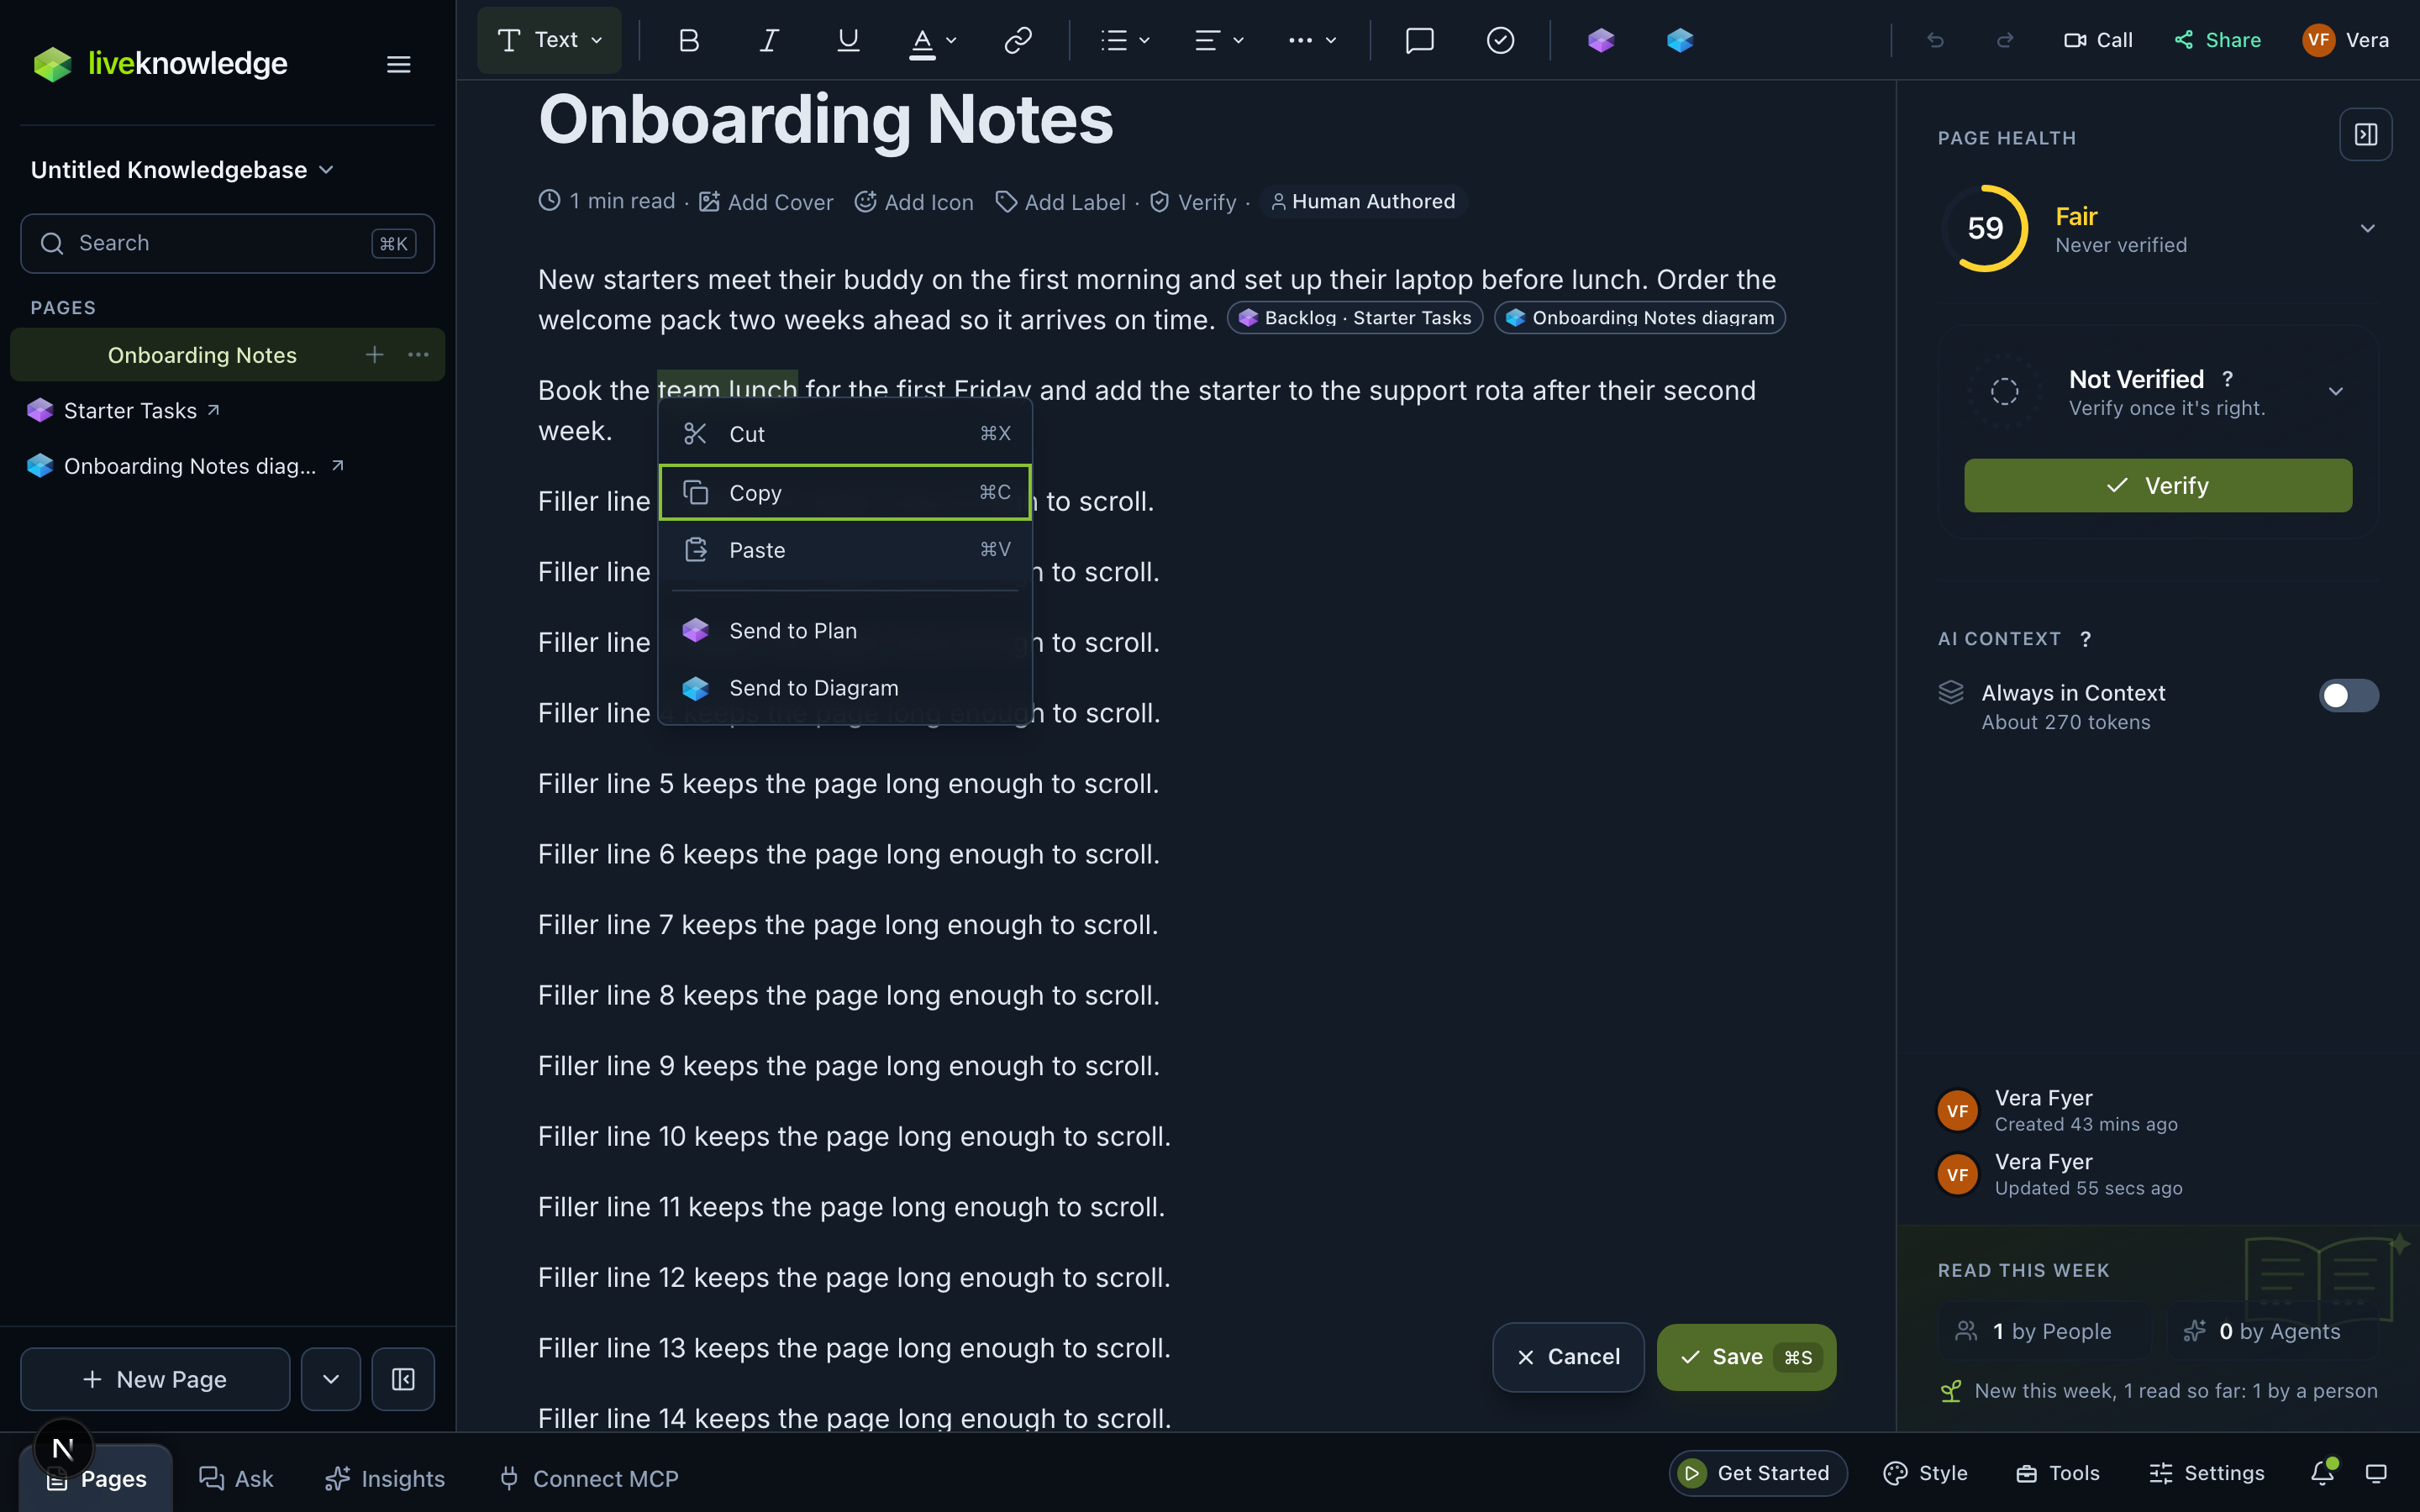 liveknowledge
Untitled Knowledgebase
Search ⌘K
PAGES
Onboarding Notes
Starter Tasks
Onboarding Notes diag...
New Page
Text
Call
Share
VF Vera
Onboarding Notes
1 min read · Add Cover Add Icon Add Label · Verify · Human Authored
New starters meet their buddy on the first morning and set up their laptop before lunch. Order the
welcome pack two weeks ahead so it arrives on time. Backlog · Starter Tasks Onboarding Notes diagram
Book the team lunch for the first Friday and add the starter to the support rota after their second
week.
Cut ⌘X
Copy ⌘C
Paste ⌘V
Send to Plan
Send to Diagram
Filler line to scroll.
Filler line h to scroll.
Filler line h to scroll.
Filler line 4 keeps the page long enough to scroll.
Filler line 5 keeps the page long enough to scroll.
Filler line 6 keeps the page long enough to scroll.
Filler line 7 keeps the page long enough to scroll.
Filler line 8 keeps the page long enough to scroll.
Filler line 9 keeps the page long enough to scroll.
Filler line 10 keeps the page long enough to scroll.
Filler line 11 keeps the page long enough to scroll.
Filler line 12 keeps the page long enough to scroll.
Filler line 13 keeps the page long enough to scroll.
Filler line 14 keeps the page long enough to scroll.
Cancel
Save ⌘S
PAGE HEALTH
59
Fair
Never verified
Not Verified ?
Verify once it's right.
Verify
AI CONTEXT ?
Always in Context
About 270 tokens
VF Vera Fyer
Created 43 mins ago
VF Vera Fyer
Updated 55 secs ago
READ THIS WEEK
1 by People
0 by Agents
New this week, 1 read so far: 1 by a person
N
Pages
Ask
Insights
Connect MCP
Get Started
Style
Tools
Settings